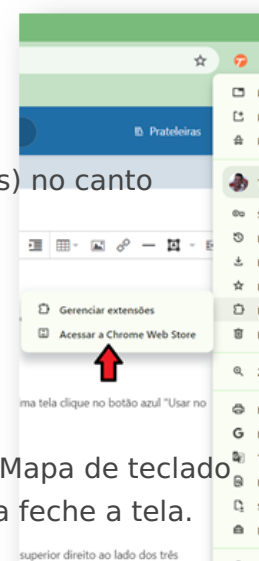 Prateleiras
s) no canto
Gerenciar extensões
Acessar a Chrome Web Store
ma tela clique no botão azul "Usar no
Mapa de teclado
a feche a tela.
superior direito ao lado dos três